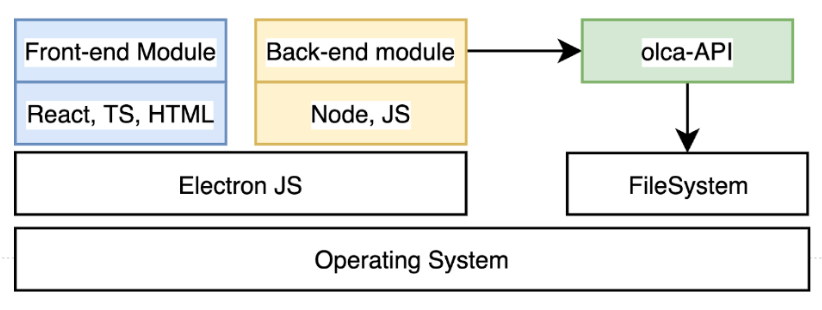 Front-end Module
Back-end module
olca-API
React, TS, HTML
Node, JS
Electron JS
FileSystem
Operating System